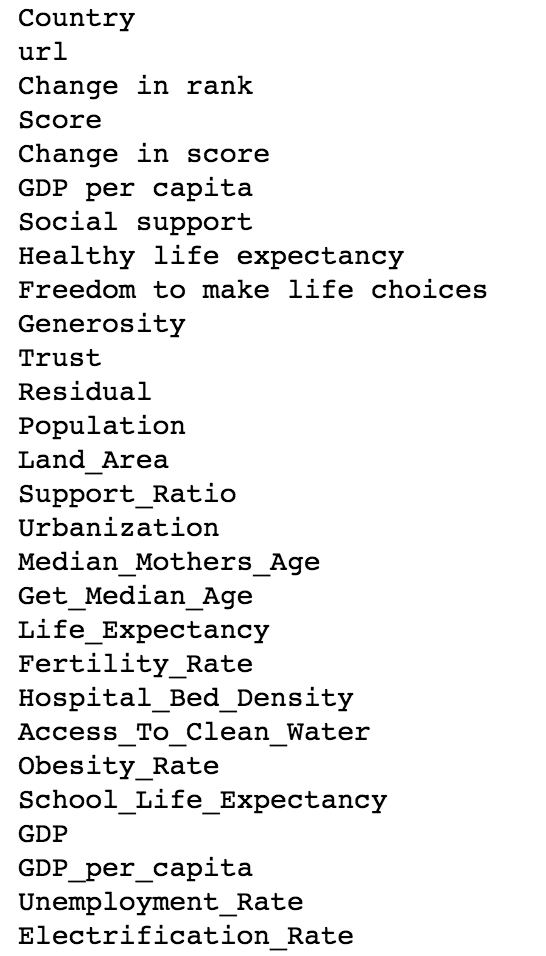 Country
url
Change in rank
Score
Change in score
GDP per capita
Social support
Healthy life expectancy
Freedom to make life choices
Generosity
Trust
Residual
Population
Land_Area
Support_Ratio
Urbanization
Median_Mothers_Age
Get_Median_Age
Life_Expectancy
Fertility_Rate
Hospital_Bed_Density
Access_To_Clean_Water
Obesity_Rate
School_Life_Expectancy
GDP
GDP_per_capita
Unemployment_Rate
Electrification_Rate